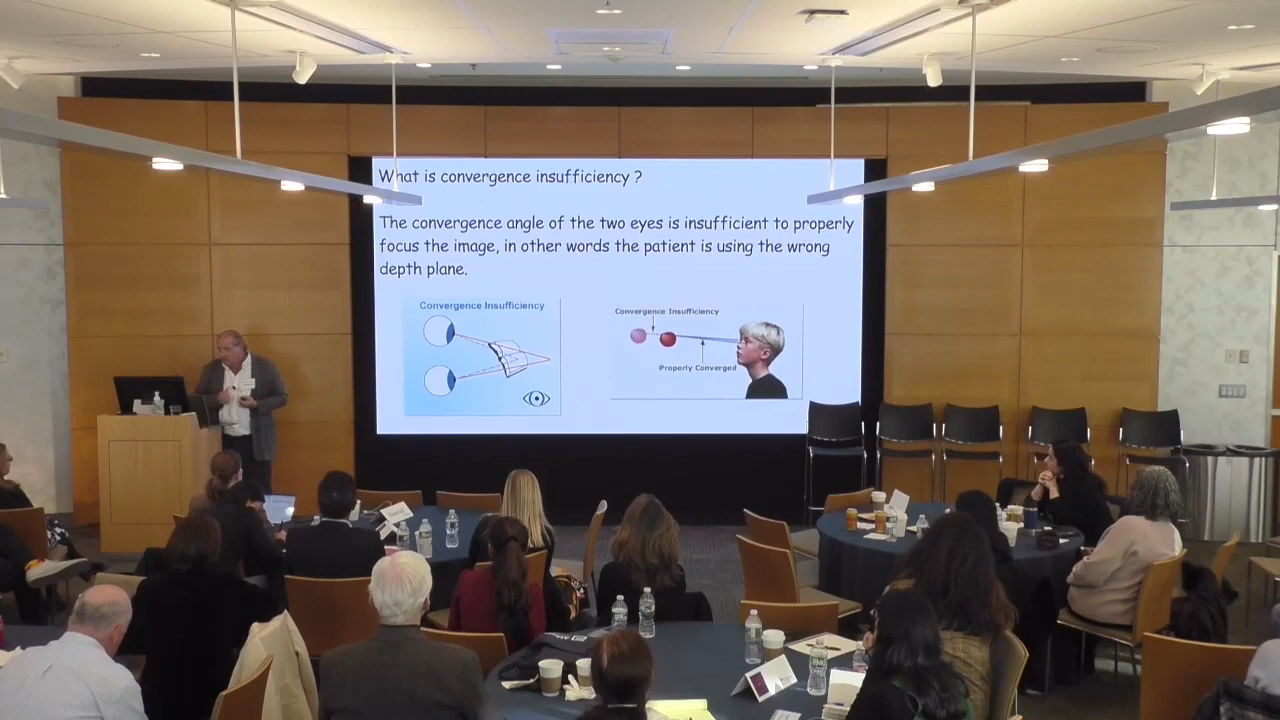 What is convergence insufficiency ?
The convergence angle of the two eyes is insufficient to properly
focus the image, in other words the patient is using the wrong
depth plane.
Convergence Insufficiency
Convergence Insufficiency
Properly Converged